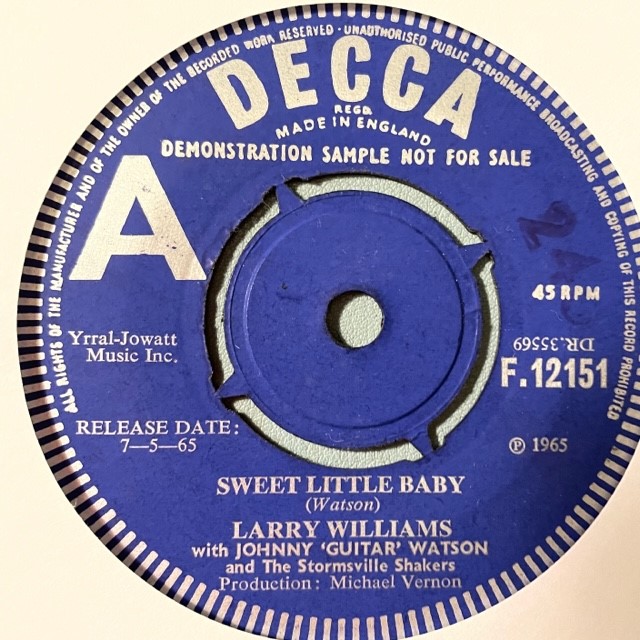 ALL RIGHTS OF THE MANUFACTURER AND OF THE OWNER OF THE RECORDED WORK RESERVED · UNAUTHORISED PUBLIC PERFORMANCE BROADCASTING AND COPYING OF THIS RECORD PROHIBITED
DECCA
REGD.
MADE IN ENGLAND
DEMONSTRATION SAMPLE NOT FOR SALE
A
45 RPM
Yrral-Jowatt
Music Inc.
DR.35569
F.12151
RELEASE DATE:
7—5—65
℗ 1965
SWEET LITTLE BABY
(Watson)
LARRY WILLIAMS
with JOHNNY 'GUITAR' WATSON
and The Stormsville Shakers
Production: Michael Vernon